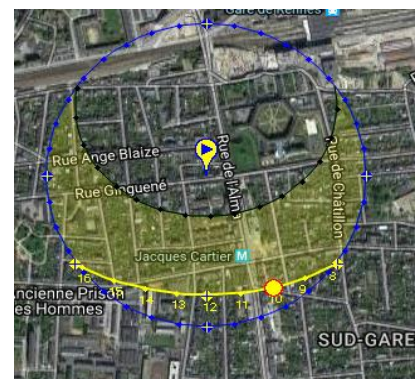 Gare de Rennes M
Rue Ange Blaize
Rue Ginguené
Rue de l'Alma
Rue de Châtillon
Jacques Cartier M
16 15 14 13 12 11 10 9 8
Ancienne Prison
des Hommes
SUD-GARE